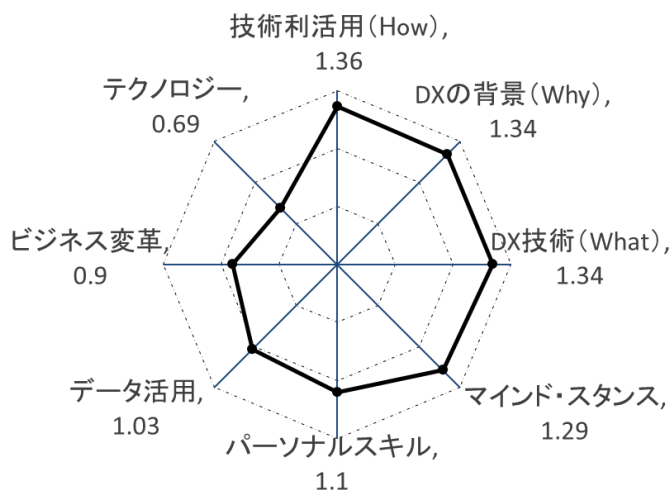 技術利活用(How),
1.36
DXの背景(Why),
1.34
DX技術(What),
1.34
マインド・スタンス,
1.29
パーソナルスキル,
1.1
データ活用,
1.03
ビジネス変革,
0.9
テクノロジー,
0.69